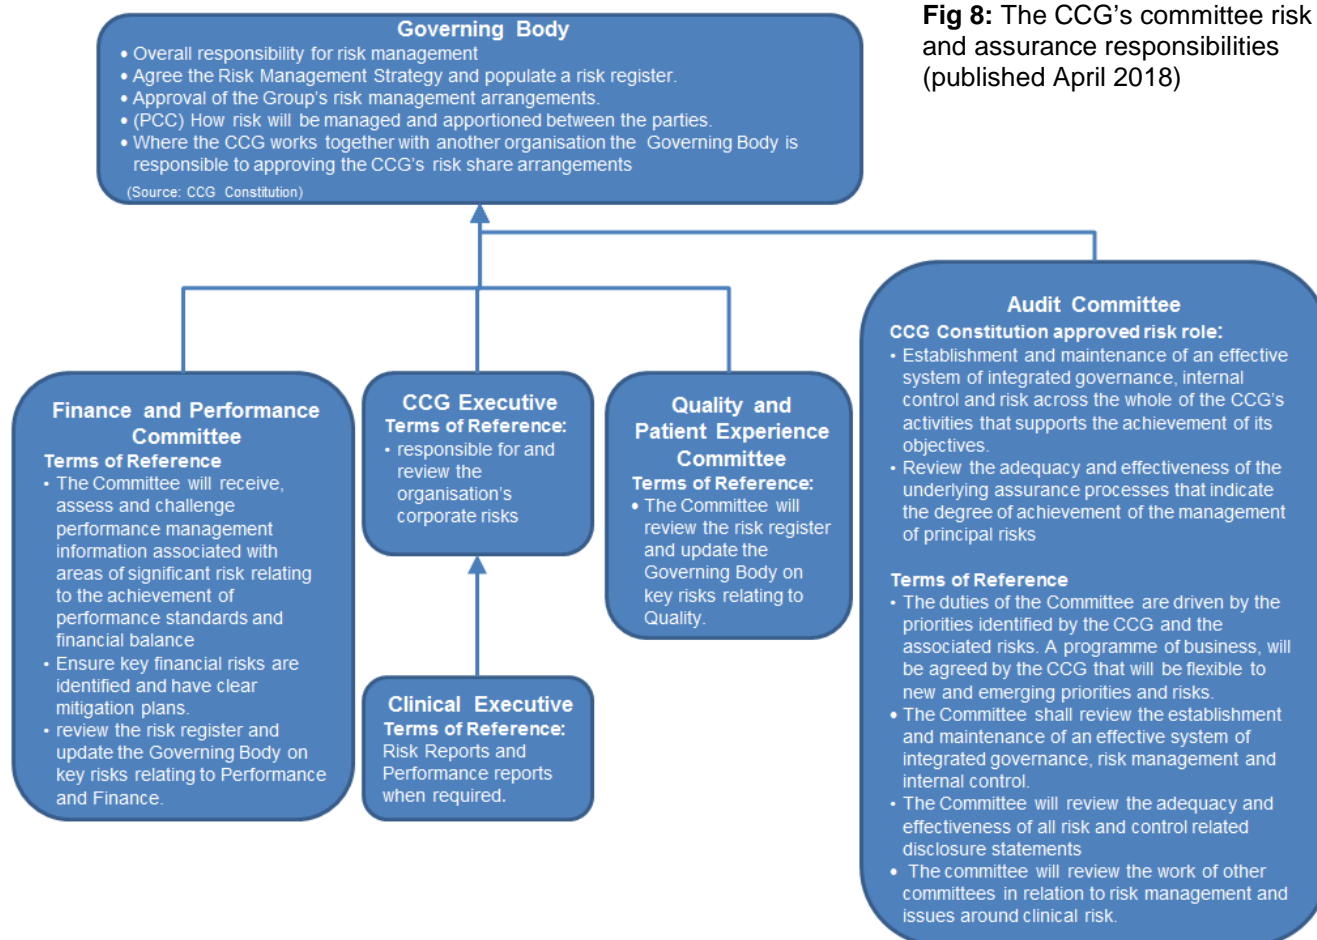 Fig 8: The CCG's committee risk
and assurance responsibilities
(published April 2018)
Governing Body
• Overall responsibility for risk management
• Agree the Risk Management Strategy and populate a risk register.
• Approval of the Group's risk management arrangements.
• (PCC) How risk will be managed and apportioned between the parties.
• Where the CCG works together with another organisation the Governing Body is
responsible to approving the CCG's risk share arrangements
(Source: CCG Constitution)
Finance and Performance
Committee
Terms of Reference
• The Committee will receive,
assess and challenge
performance management
information associated with
areas of significant risk relating
to the achievement of
performance standards and
financial balance
• Ensure key financial risks are
identified and have clear
mitigation plans.
• review the risk register and
update the Governing Body on
key risks relating to Performance
and Finance.
CCG Executive
Terms of Reference:
• responsible for and
review the
organisation's
corporate risks
Clinical Executive
Terms of Reference:
Risk Reports and
Performance reports
when required.
Quality and
Patient Experience
Committee
Terms of Reference:
• The Committee will
review the risk register
and update the
Governing Body on
key risks relating to
Quality.
Audit Committee
CCG Constitution approved risk role:
• Establishment and maintenance of an effective
system of integrated governance, internal
control and risk across the whole of the CCG's
activities that supports the achievement of its
objectives.
• Review the adequacy and effectiveness of the
underlying assurance processes that indicate
the degree of achievement of the management
of principal risks
Terms of Reference
• The duties of the Committee are driven by the
priorities identified by the CCG and the
associated risks. A programme of business, will
be agreed by the CCG that will be flexible to
new and emerging priorities and risks.
• The Committee shall review the establishment
and maintenance of an effective system of
integrated governance, risk management and
internal control.
• The Committee will review the adequacy and
effectiveness of all risk and control related
disclosure statements
• The committee will review the work of other
committees in relation to risk management and
issues around clinical risk.